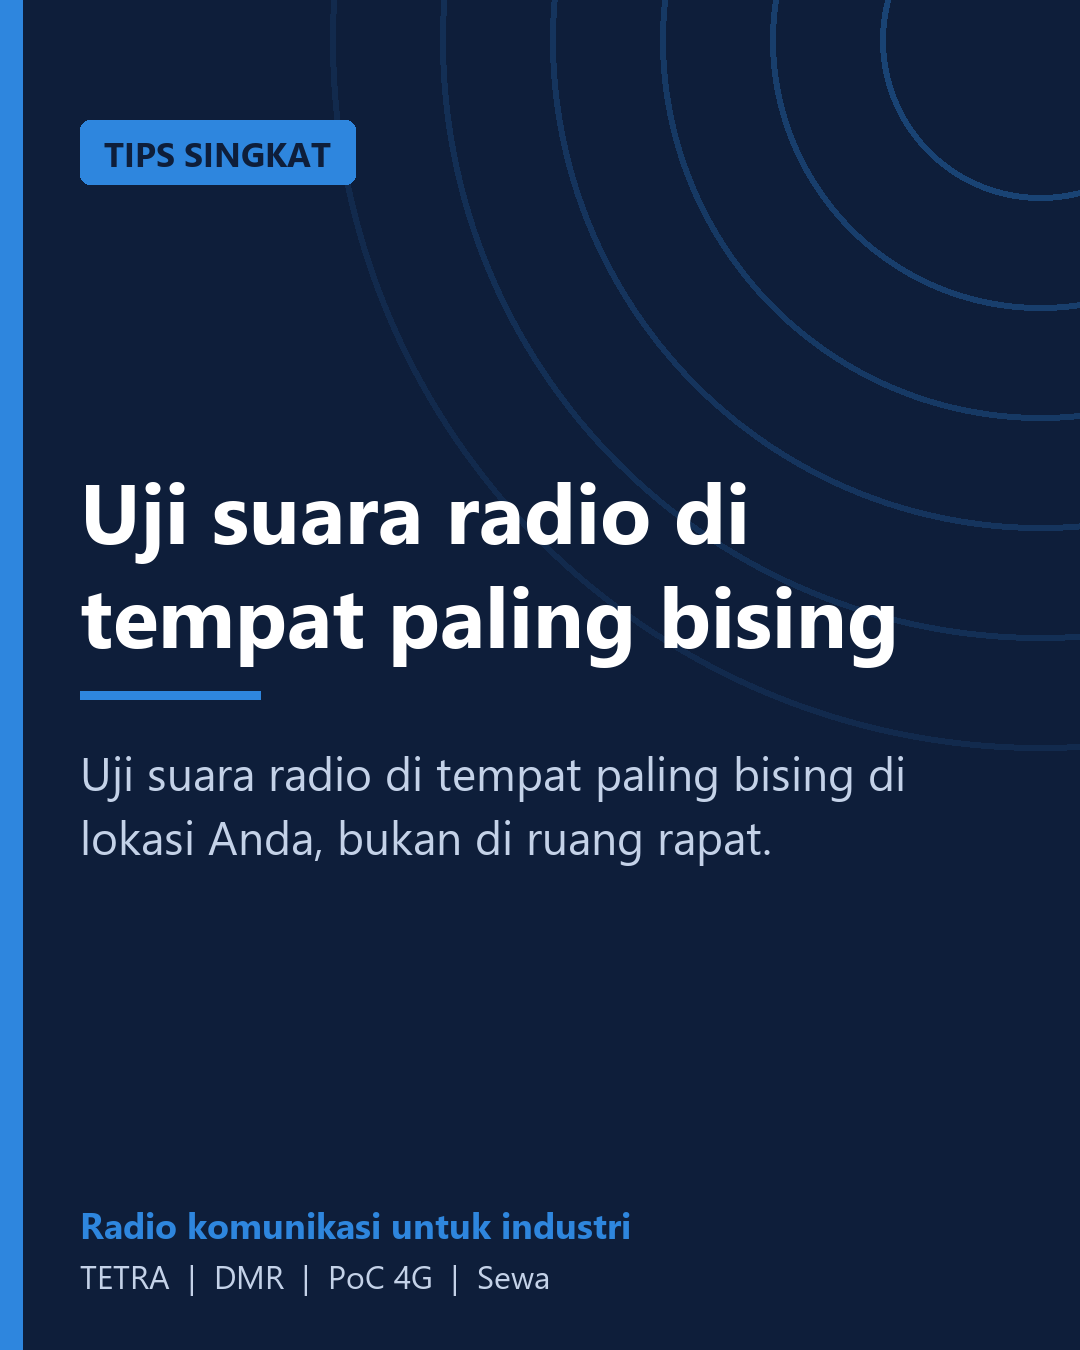 TIPS SINGKAT
Uji suara radio di
tempat paling bising
Uji suara radio di tempat paling bising di
lokasi Anda, bukan di ruang rapat.
Radio komunikasi untuk industri
TETRA | DMR | PoC 4G | Sewa